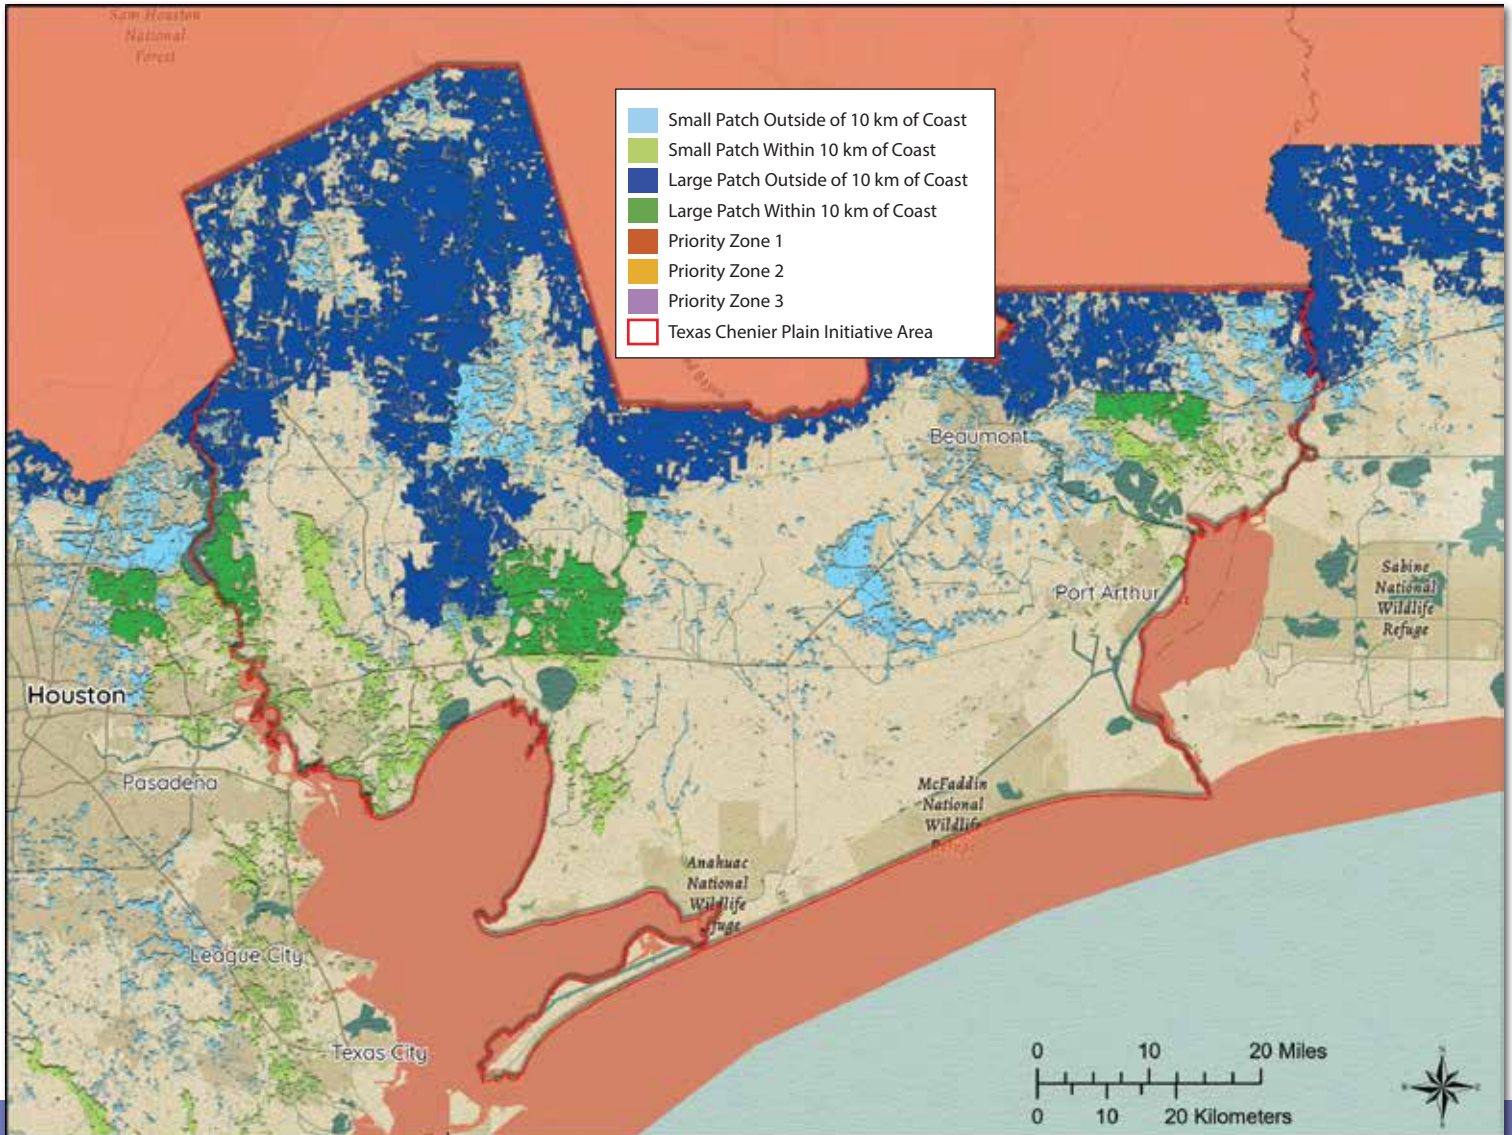 Sam Houston
National
Forest
Small Patch Outside of 10 km of Coast
Small Patch Within 10 km of Coast
Large Patch Outside of 10 km of Coast
Large Patch Within 10 km of Coast
Priority Zone 1
Priority Zone 2
Priority Zone 3
Texas Chenier Plain Initiative Area
Beaumont
Port Arthur
Sabine
National
Wildlife
Refuge
Houston
Pasadena
McFaddin
National
Wildlife
Refuge
Anahuac
National
Wildlife
fuge
League City
Texas City
0 10 20 Miles
0 10 20 Kilometers